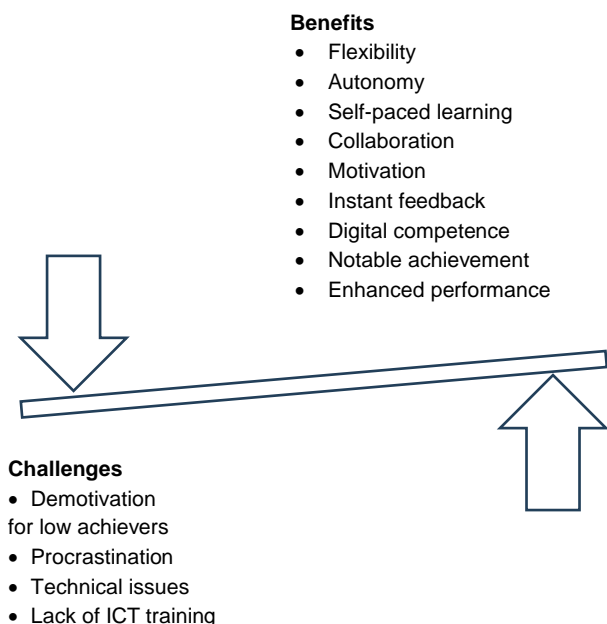 Benefits
• Flexibility
• Autonomy
• Self-paced learning
• Collaboration
• Motivation
• Instant feedback
• Digital competence
• Notable achievement
• Enhanced performance
Challenges
• Demotivation
for low achievers
• Procrastination
• Technical issues
• Lack of ICT training